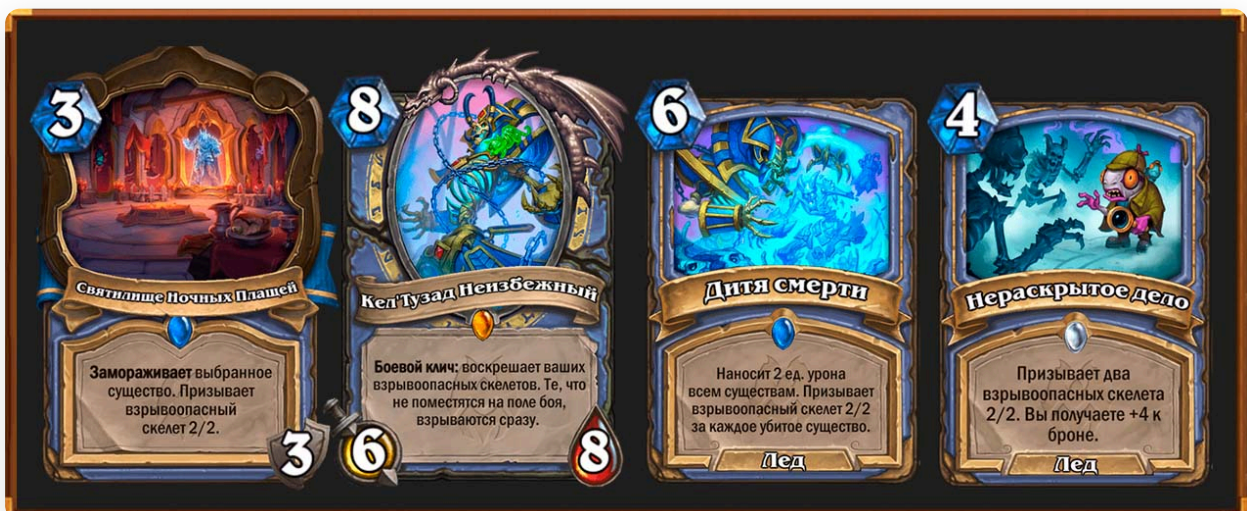 3
Святилище Ночных Плащей
Замораживает выбранное
существо. Призывает
взрывоопасный
скелет 2/2.
3
8
Кел'Тузад Неизбежный
Боевой клич: воскрешает ваших
взрывоопасных скелетов. Те, что
не поместятся на поле боя,
взрываются сразу.
6
8
6
Дитя смерти
Наносит 2 ед. урона
всем существам. Призывает
взрывоопасный скелет 2/2
за каждое убитое существо.
Лед
4
Нераскрытое дело
Призывает два
взрывоопасных скелета
2/2. Вы получаете +4 к
броне.
Лед